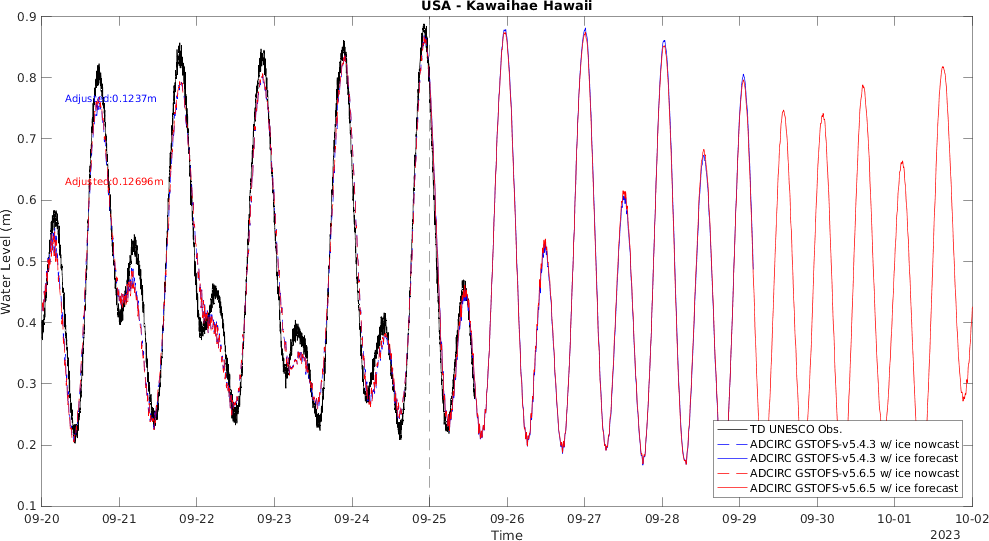 USA - Kawaihae Hawaii
0.9
0.8
0.7
0.6
0.5
0.4
0.3
0.2
0.1
Water Level (m)
Adjusted:0.1237m
Adjusted:0.12696m
TD UNESCO Obs.
ADCIRC GSTOFS-v5.4.3 w/ ice nowcast
ADCIRC GSTOFS-v5.4.3 w/ ice forecast
ADCIRC GSTOFS-v5.6.5 w/ ice nowcast
ADCIRC GSTOFS-v5.6.5 w/ ice forecast
09-20 09-21 09-22 09-23 09-24 09-25 09-26 09-27 09-28 09-29 09-30 10-01 10-02
Time
2023